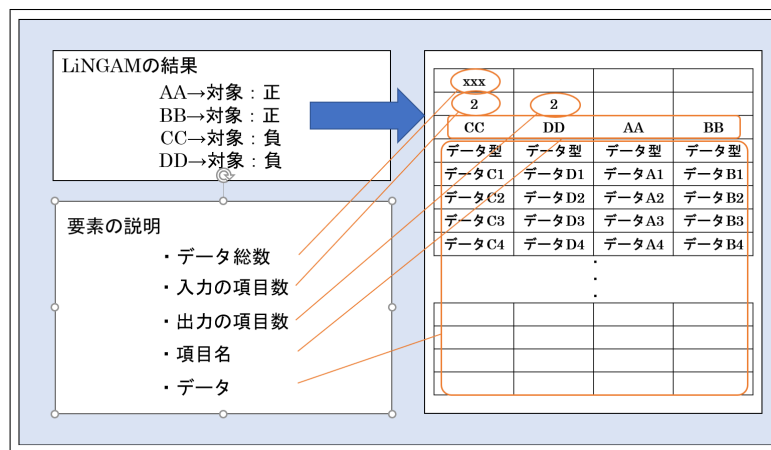 LiNGAMの結果
AA→対象：正
BB→対象：正
CC→対象：負
DD→対象：負
要素の説明
・データ総数
・入力の項目数
・出力の項目数
・項目名
・データ
xxx
2 2
CC DD AA BB
データ型 データ型 データ型 データ型
データC1 データD1 データA1 データB1
データC2 データD2 データA2 データB2
データC3 データD3 データA3 データB3
データC4 データD4 データA4 データB4
・
・
・